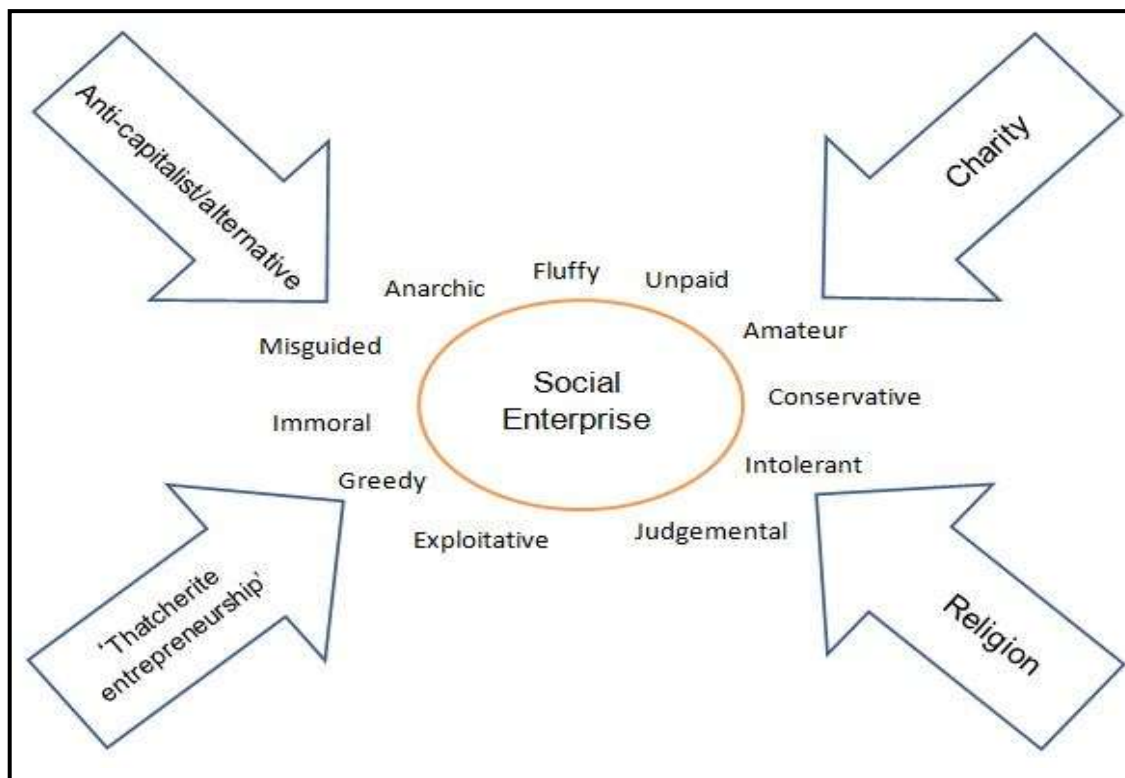 Anti-capitalist/alternative
Charity
Fluffy
Unpaid
Anarchic
Amateur
Misguided
Social
Enterprise
Conservative
Immoral
Intolerant
Greedy
Judgemental
Exploitative
‘Thatcherite
entrepreneurship’
Religion